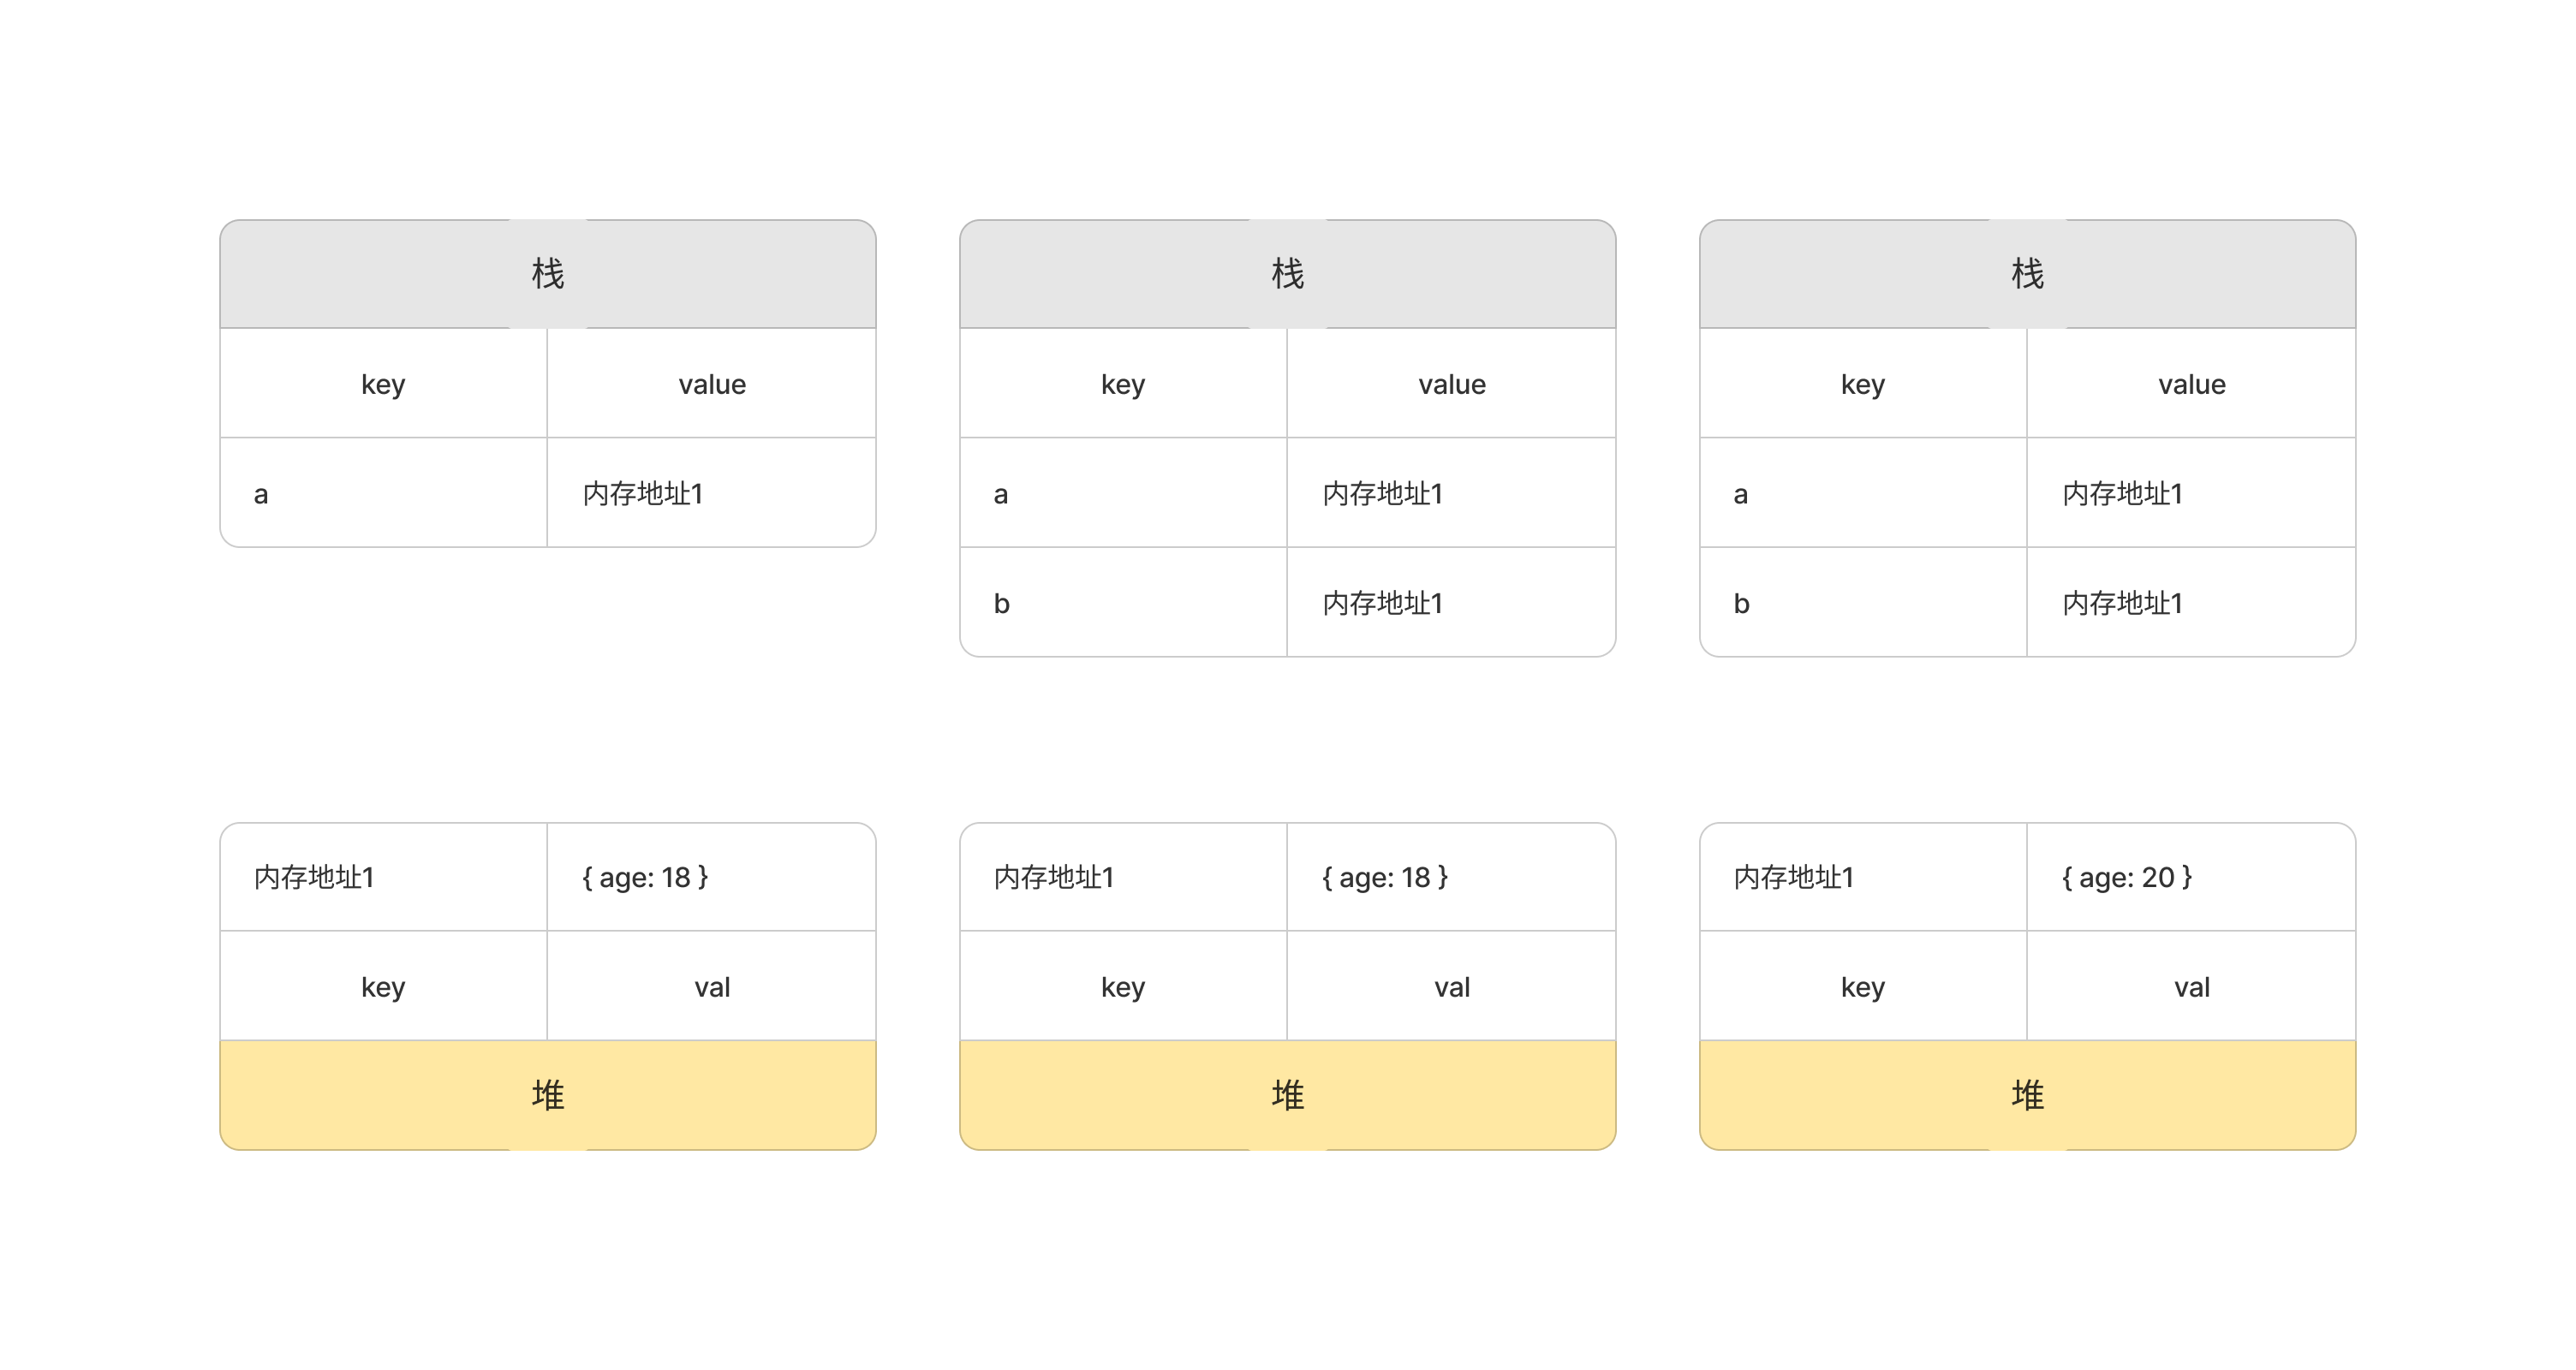 栈
key value
a 内存地址1
栈
key value
a 内存地址1
b 内存地址1
栈
key value
a 内存地址1
b 内存地址1
内存地址1 { age: 18 }
key val
堆
内存地址1 { age: 18 }
key val
堆
内存地址1 { age: 20 }
key val
堆